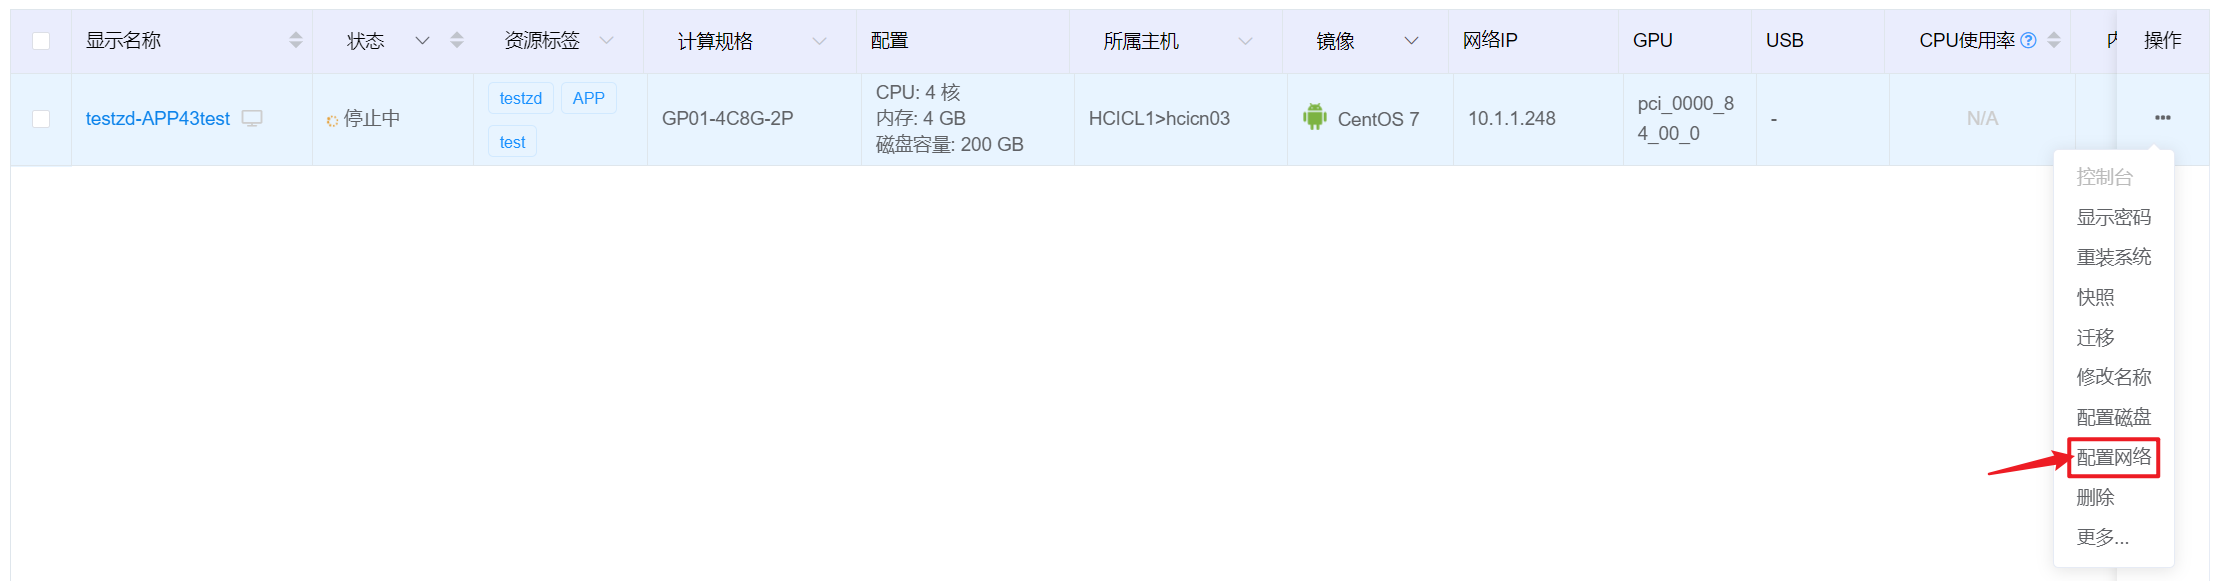 显示名称
状态
资源标签
计算规格
配置
所属主机
镜像
网络IP
GPU
USB
CPU使用率
操作
testzd-APP43test
停止中
testzd
APP
test
GP01-4C8G-2P
CPU: 4 核
内存: 4 GB
磁盘容量: 200 GB
HCICL1>hcicn03
CentOS 7
10.1.1.248
pci_0000_8
4_00_0
-
N/A
控制台
显示密码
重装系统
快照
迁移
修改名称
配置磁盘
配置网络
删除
更多...